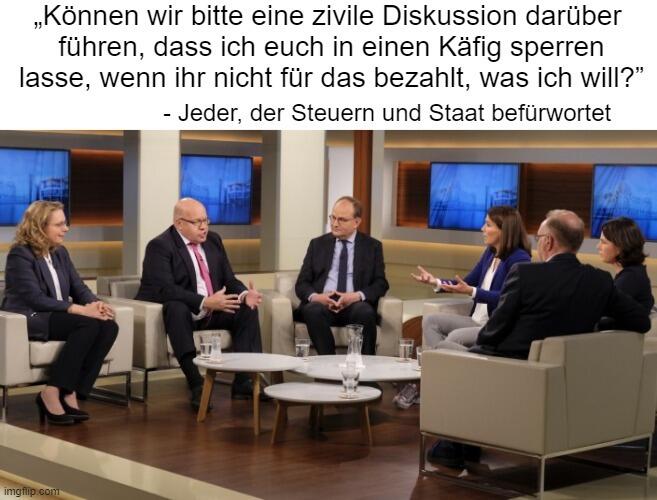 „Können wir bitte eine zivile Diskussion darüber
führen, dass ich euch in einen Käfig sperren
lasse, wenn ihr nicht für das bezahlt, was ich will?”
- Jeder, der Steuern und Staat befürwortet
imgflip.com